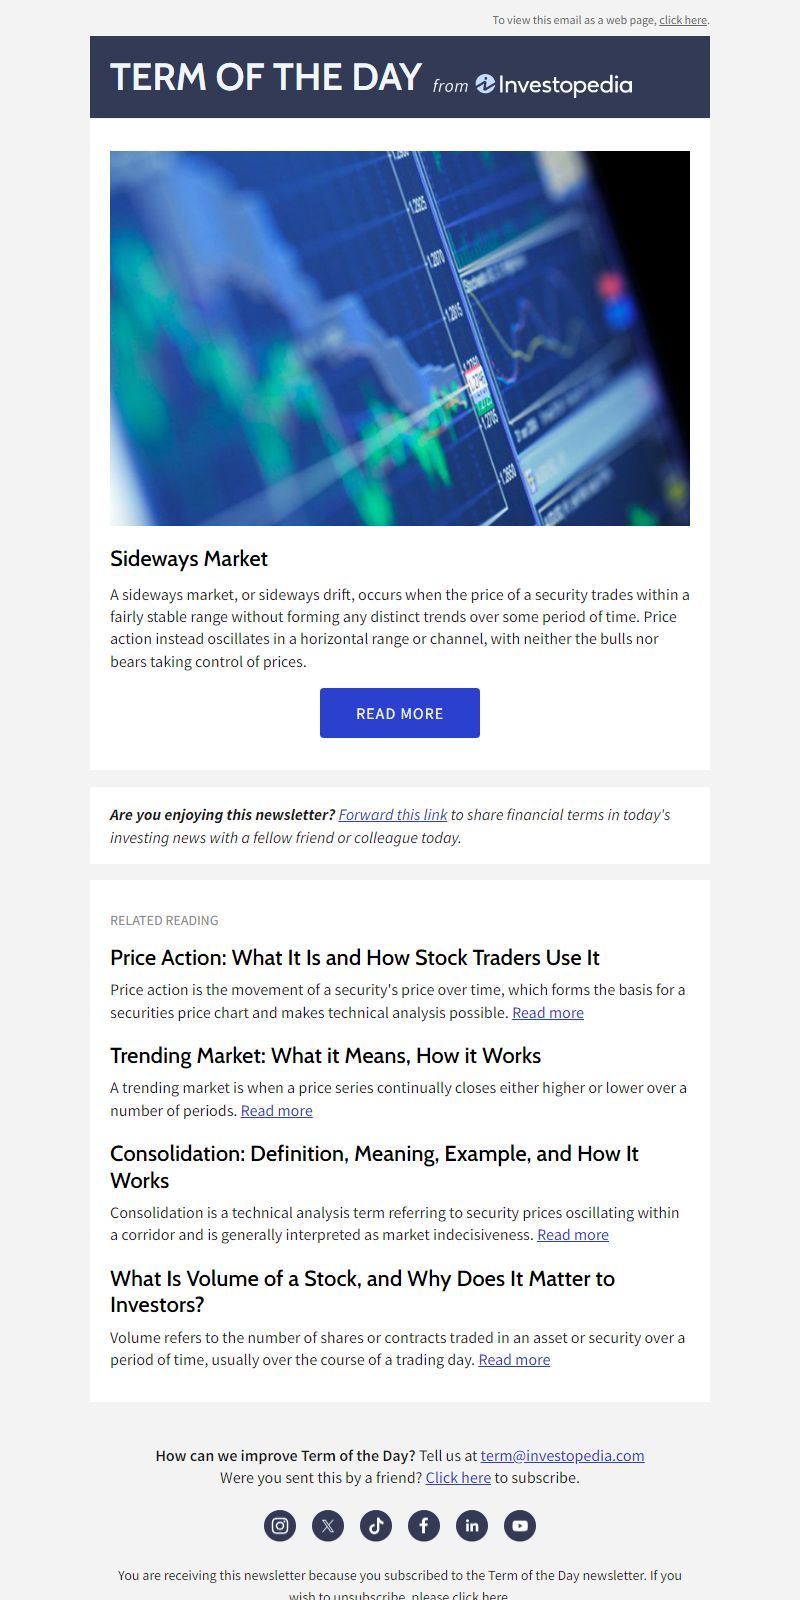 To view this email as a web page, click here.
TERM OF THE DAY from Investopedia
1.2925
1.2870
1.2815
1.2705
1.2650
Sideways Market
A sideways market, or sideways drift, occurs when the price of a security trades within a
fairly stable range without forming any distinct trends over some period of time. Price
action instead oscillates in a horizontal range or channel, with neither the bulls nor
bears taking control of prices.
READ MORE
Are you enjoying this newsletter? Forward this link to share financial terms in today's
investing news with a fellow friend or colleague today.
RELATED READING
Price Action: What It Is and How Stock Traders Use It
Price action is the movement of a security's price over time, which forms the basis for a
securities price chart and makes technical analysis possible. Read more
Trending Market: What it Means, How it Works
A trending market is when a price series continually closes either higher or lower over a
number of periods. Read more
Consolidation: Definition, Meaning, Example, and How It
Works
Consolidation is a technical analysis term referring to security prices oscillating within
a corridor and is generally interpreted as market indecisiveness. Read more
What Is Volume of a Stock, and Why Does It Matter to
Investors?
Volume refers to the number of shares or contracts traded in an asset or security over a
period of time, usually over the course of a trading day. Read more
How can we improve Term of the Day? Tell us at term@investopedia.com
Were you sent this by a friend? Click here to subscribe.
You are receiving this newsletter because you subscribed to the Term of the Day newsletter. If you
wish to unsubscribe, please click here.